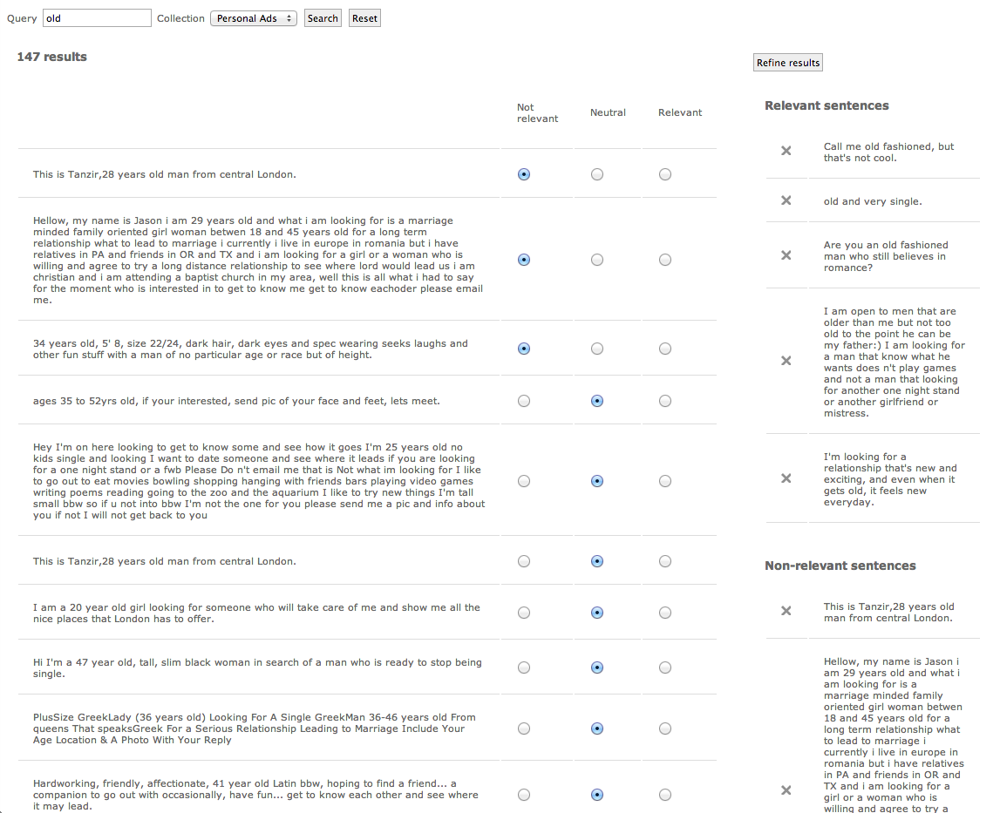 Query old Collection Personal Ads Search Reset
147 results
Refine results
Not
relevant
Neutral
Relevant
This is Tanzir,28 years old man from central London.
Hellow, my name is Jason i am 29 years old and what i am looking for is a marriage
minded family oriented girl woman betwen 18 and 45 years old for a long term
relationship what to lead to marriage i currently i live in europe in romania but i have
relatives in PA and friends in OR and TX and i am looking for a girl or a woman who is
willing and agree to try a long distance relationship to see where lord would lead us i am
christian and i am attending a baptist church in my area, well this is all what i had to say
for the moment who is interested in to get to know me get to know eachoder please email
me.
34 years old, 5' 8, size 22/24, dark hair, dark eyes and spec wearing seeks laughs and
other fun stuff with a man of no particular age or race but of height.
ages 35 to 52yrs old, if your interested, send pic of your face and feet, lets meet.
Hey I'm on here looking to get to know some and see how it goes I'm 25 years old no
kids single and looking I want to date someone and see where it leads if you are looking
for a one night stand or a fwb Please Do n't email me that is Not what im looking for I like
to go out to eat movies bowling shopping hanging with friends bars playing video games
writing poems reading going to the zoo and the aquarium I like to try new things I'm tall
small bbw so if u not into bbw I'm not the one for you please send me a pic and info about
you if not I will not get back to you
This is Tanzir,28 years old man from central London.
I am a 20 year old girl looking for someone who will take care of me and show me all the
nice places that London has to offer.
Hi I'm a 47 year old, tall, slim black woman in search of a man who is ready to stop being
single.
PlusSize GreekLady (36 years old) Looking For A Single GreekMan 36-46 years old From
queens That speaksGreek For a Serious Relationship Leading to Marriage Include Your
Age Location & A Photo With Your Reply
Hardworking, friendly, affectionate, 41 year old Latin bbw, hoping to find a friend... a
companion to go out with occasionally, have fun... get to know each other and see where
it may lead.
Relevant sentences
Call me old fashioned, but
that's not cool.
old and very single.
Are you an old fashioned
man who still believes in
romance?
I am open to men that are
older than me but not too
old to the point he can be
my father:) I am looking for
a man that know what he
wants does n't play games
and not a man that looking
for another one night stand
or another girlfriend or
mistress.
I'm looking for a
relationship that's new and
exciting, and even when it
gets old, it feels new
everyday.
Non-relevant sentences
This is Tanzir,28 years old
man from central London.
Hellow, my name is Jason i
am 29 years old and what i
am looking for is a
marriage minded family
oriented girl woman betwen
18 and 45 years old for a
long term relationship what
to lead to marriage i
currently i live in europe in
romania but i have relatives
in PA and friends in OR and
TX and i am looking for a
girl or a woman who is
willing and agree to try a